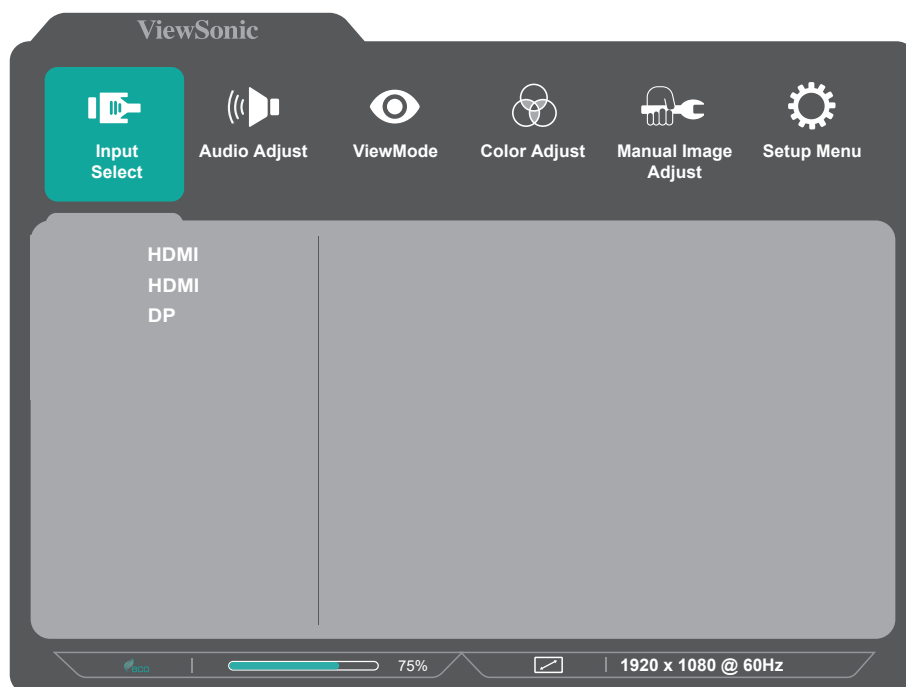 ViewSonic
Input Select
Audio Adjust
ViewMode
Color Adjust
Manual Image Adjust
Setup Menu
HDMI
HDMI
DP
ECO
75%
1920 x 1080 @ 60Hz